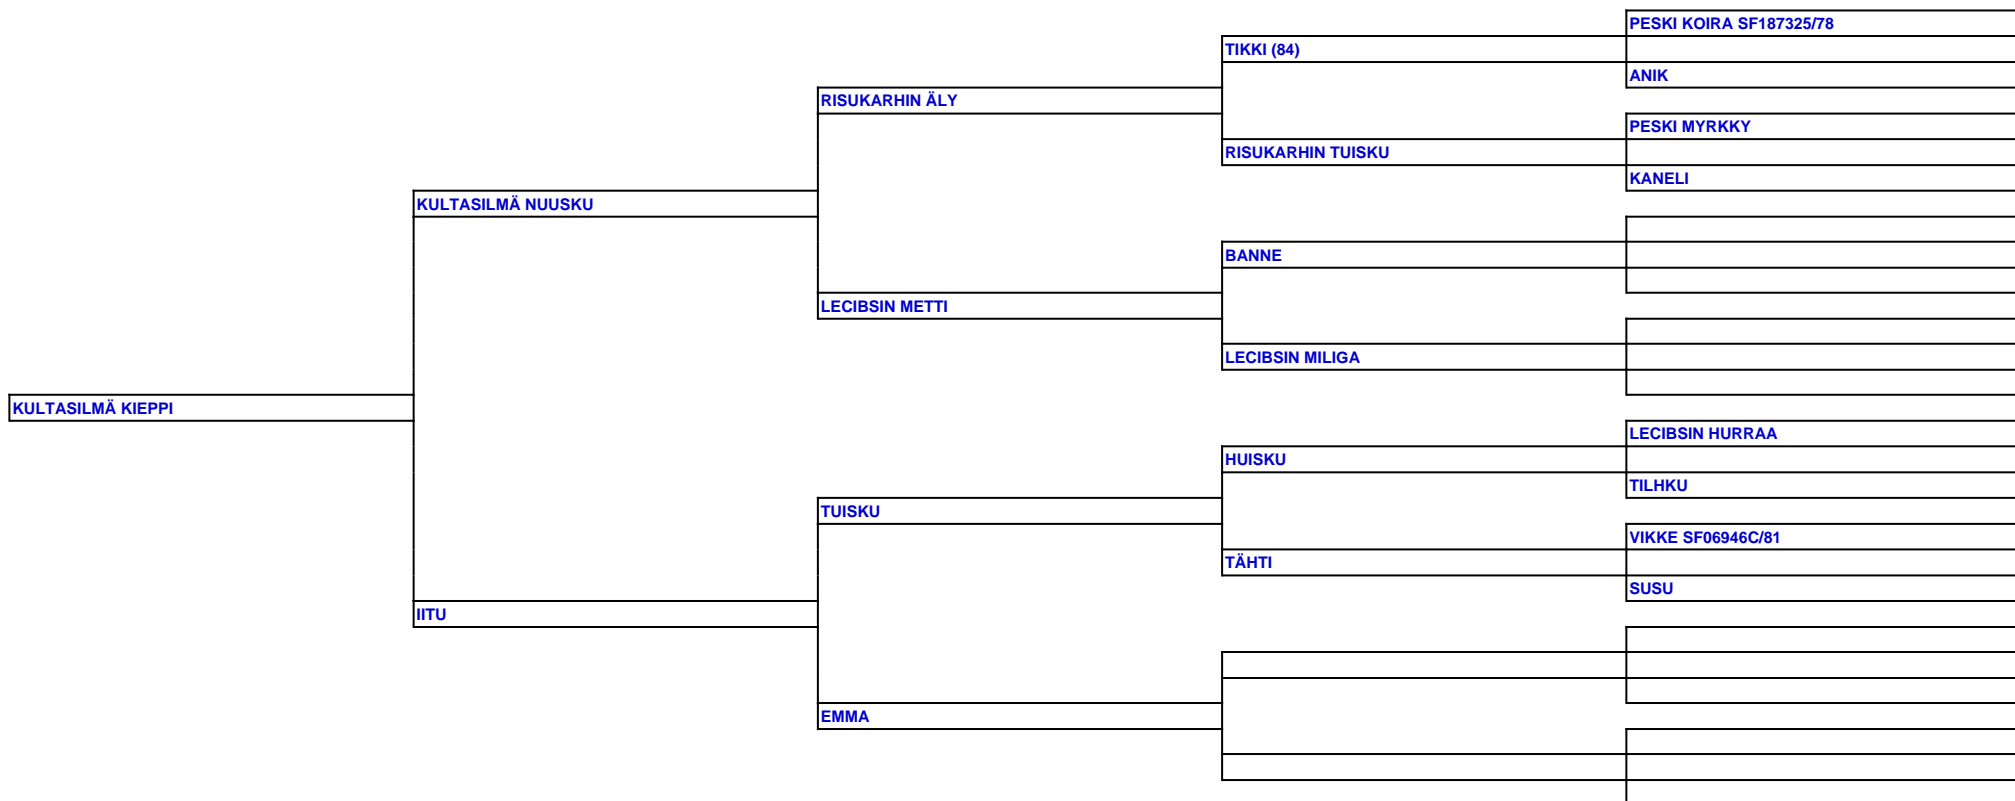 PESKI KOIRA SF187325/78
TIKKI (84)
ANIK
RISUKARHIN ÄLY
PESKI MYRKKY
RISUKARHIN TUISKU
KANELI
KULTASILMÄ NUUSKU
BANNE
LECIBSIN METTI
LECIBSIN MILIGA
KULTASILMÄ KIEPPI
LECIBSIN HURRAA
HUISKU
TILHKU
TUISKU
VIKKE SF06946C/81
TÄHTI
SUSU
IITU
EMMA